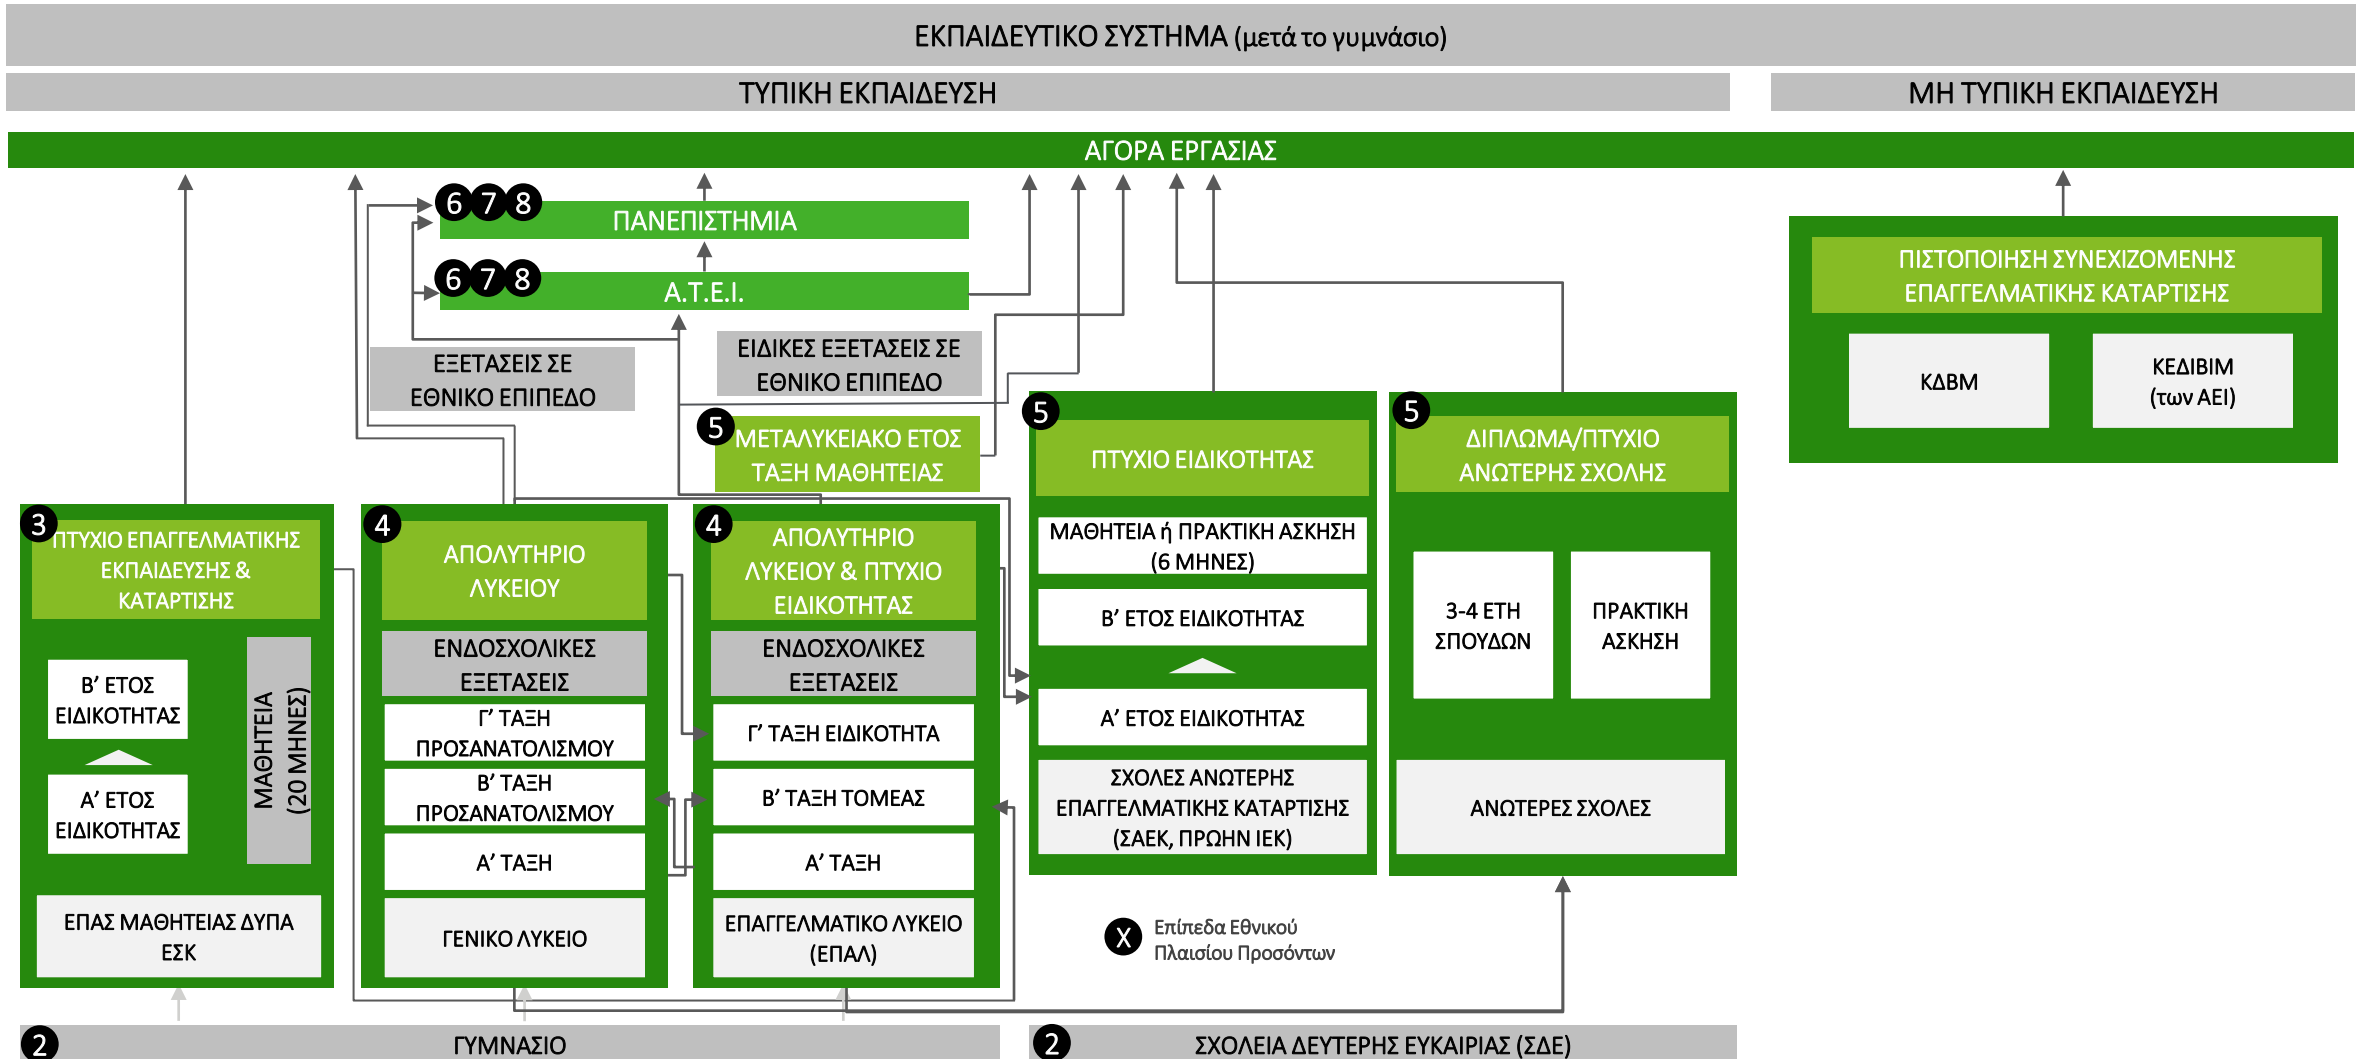 ΕΚΠΑΙΔΕΥΤΙΚΟ ΣΥΣΤΗΜΑ (μετά το γυμνάσιο)
ΤΥΠΙΚΗ ΕΚΠΑΙΔΕΥΣΗ
ΜΗ ΤΥΠΙΚΗ ΕΚΠΑΙΔΕΥΣΗ
ΑΓΟΡΑ ΕΡΓΑΣΙΑΣ
6 7 8
ΠΑΝΕΠΙΣΤΗΜΙΑ
6 7 8
Α.Τ.Ε.Ι.
ΕΞΕΤΑΣΕΙΣ ΣΕ
ΕΘΝΙΚΟ ΕΠΙΠΕΔΟ
ΕΙΔΙΚΕΣ ΕΞΕΤΑΣΕΙΣ ΣΕ
ΕΘΝΙΚΟ ΕΠΙΠΕΔΟ
5
ΜΕΤΑΛΥΚΕΙΑΚΟ ΕΤΟΣ
ΤΑΞΗ ΜΑΘΗΤΕΙΑΣ
3
ΠΤΥΧΙΟ ΕΠΑΓΓΕΛΜΑΤΙΚΗΣ
ΕΚΠΑΙΔΕΥΣΗΣ &
ΚΑΤΑΡΤΙΣΗΣ
Β’ ΕΤΟΣ
ΕΙΔΙΚΟΤΗΤΑΣ
Α’ ΕΤΟΣ
ΕΙΔΙΚΟΤΗΤΑΣ
ΜΑΘΗΤΕΙΑ
(20 ΜΗΝΕΣ)
ΕΠΑΣ ΜΑΘΗΤΕΙΑΣ ΔΥΠΑ
ΕΣΚ
4
ΑΠΟΛΥΤΗΡΙΟ
ΛΥΚΕΙΟΥ
ΕΝΔΟΣΧΟΛΙΚΕΣ
ΕΞΕΤΑΣΕΙΣ
Γ’ ΤΑΞΗ
ΠΡΟΣΑΝΑΤΟΛΙΣΜΟΥ
Β’ ΤΑΞΗ
ΠΡΟΣΑΝΑΤΟΛΙΣΜΟΥ
Α’ ΤΑΞΗ
ΓΕΝΙΚΟ ΛΥΚΕΙΟ
4
ΑΠΟΛΥΤΗΡΙΟ
ΛΥΚΕΙΟΥ & ΠΤΥΧΙΟ
ΕΙΔΙΚΟΤΗΤΑΣ
ΕΝΔΟΣΧΟΛΙΚΕΣ
ΕΞΕΤΑΣΕΙΣ
Γ’ ΤΑΞΗ ΕΙΔΙΚΟΤΗΤΑ
Β’ ΤΑΞΗ ΤΟΜΕΑΣ
Α’ ΤΑΞΗ
ΕΠΑΓΓΕΛΜΑΤΙΚΟ ΛΥΚΕΙΟ
(ΕΠΑΛ)
5
ΠΤΥΧΙΟ ΕΙΔΙΚΟΤΗΤΑΣ
ΜΑΘΗΤΕΙΑ ή ΠΡΑΚΤΙΚΗ ΑΣΚΗΣΗ
(6 ΜΗΝΕΣ)
Β’ ΕΤΟΣ ΕΙΔΙΚΟΤΗΤΑΣ
Α’ ΕΤΟΣ ΕΙΔΙΚΟΤΗΤΑΣ
ΣΧΟΛΕΣ ΑΝΩΤΕΡΗΣ
ΕΠΑΓΓΕΛΜΑΤΙΚΗΣ ΚΑΤΑΡΤΙΣΗΣ
(ΣΑΕΚ, ΠΡΩΗΝ ΙΕΚ)
5
ΔΙΠΛΩΜΑ/ΠΤΥΧΙΟ
ΑΝΩΤΕΡΗΣ ΣΧΟΛΗΣ
3-4 ΕΤΗ
ΣΠΟΥΔΩΝ
ΠΡΑΚΤΙΚΗ
ΑΣΚΗΣΗ
ΑΝΩΤΕΡΕΣ ΣΧΟΛΕΣ
ΠΙΣΤΟΠΟΙΗΣΗ ΣΥΝΕΧΙΖΟΜΕΝΗΣ
ΕΠΑΓΓΕΛΜΑΤΙΚΗΣ ΚΑΤΑΡΤΙΣΗΣ
ΚΔΒΜ
ΚΕΔΙΒΙΜ
(των ΑΕΙ)
X
Επίπεδα Εθνικού
Πλαισίου Προσόντων
2
ΓΥΜΝΑΣΙΟ
2
ΣΧΟΛΕΙΑ ΔΕΥΤΕΡΗΣ ΕΥΚΑΙΡΙΑΣ (ΣΔΕ)